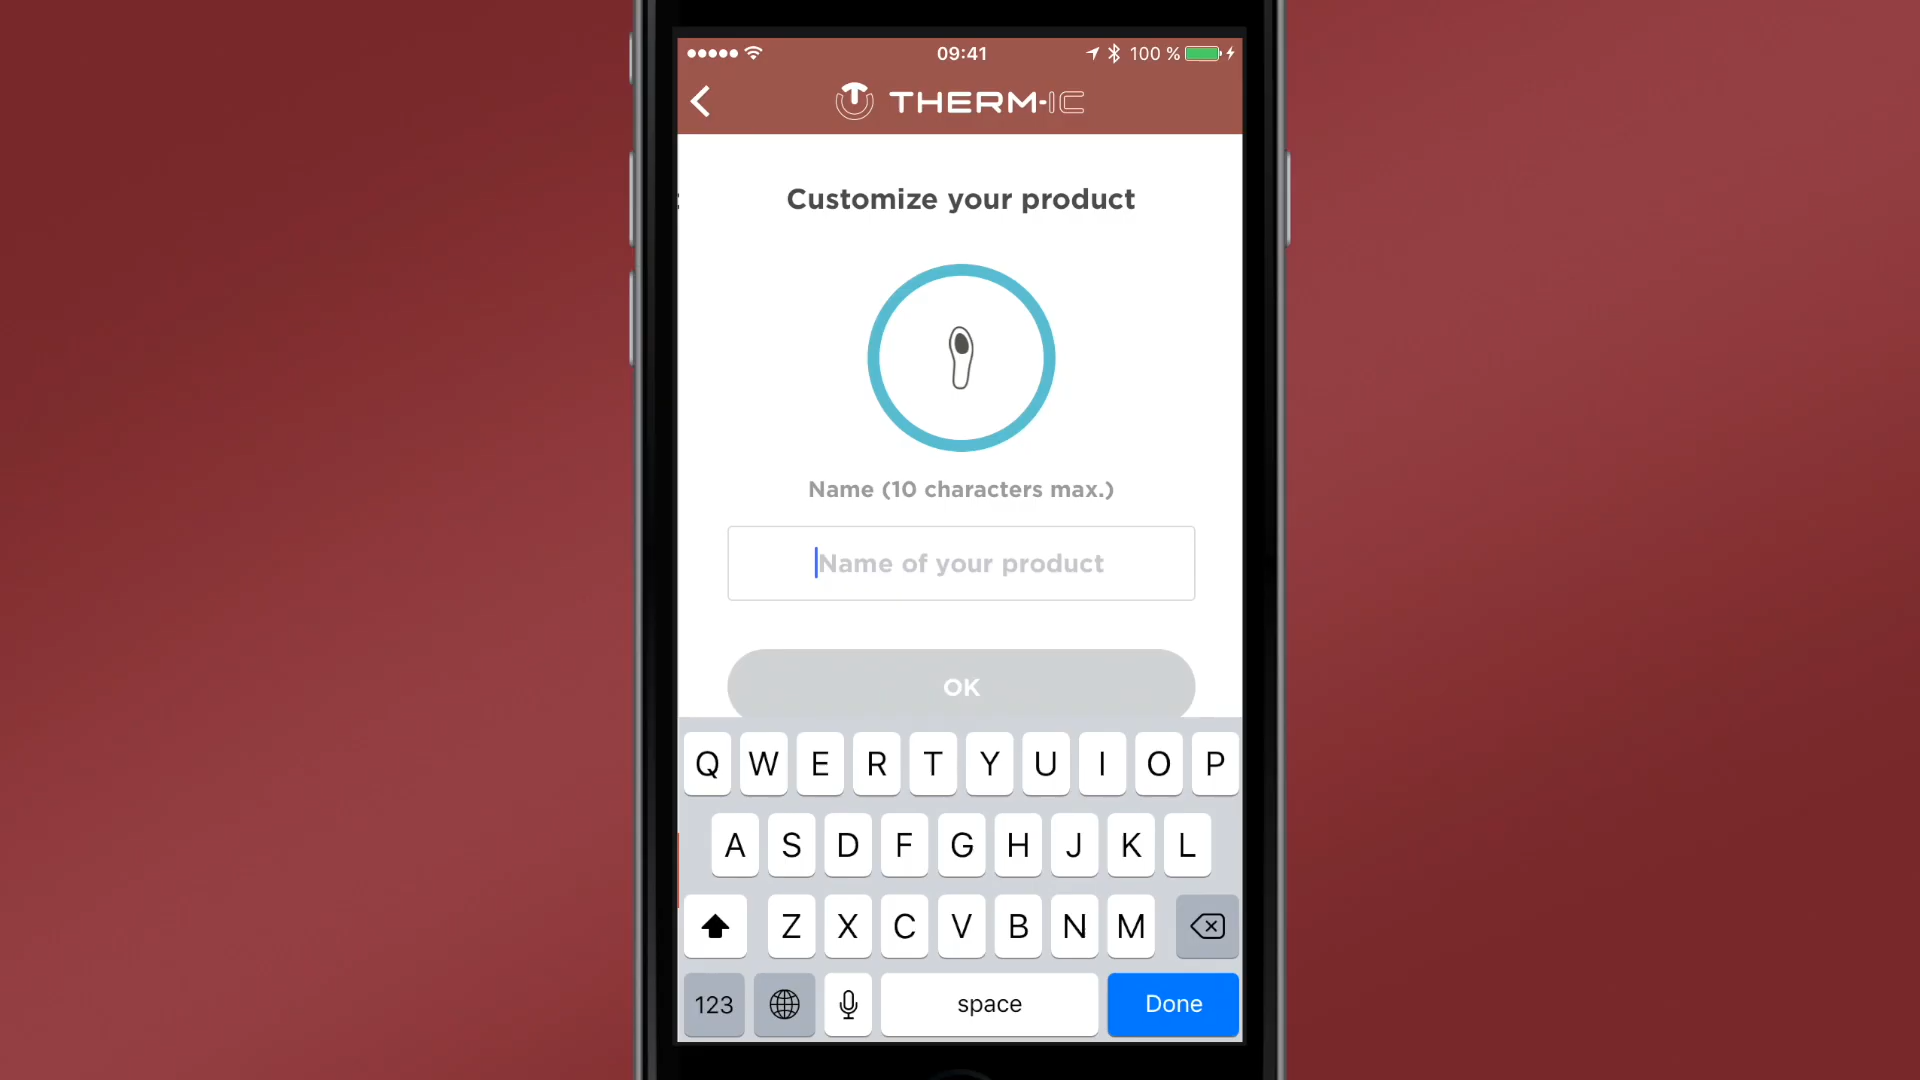 09:41
100 %
THERM-IC
Customize your product
Name (10 characters max.)
Name of your product
OK
Q W E R T Y U I O P
A S D F G H J K L
Z X C V B N M
123 space Done